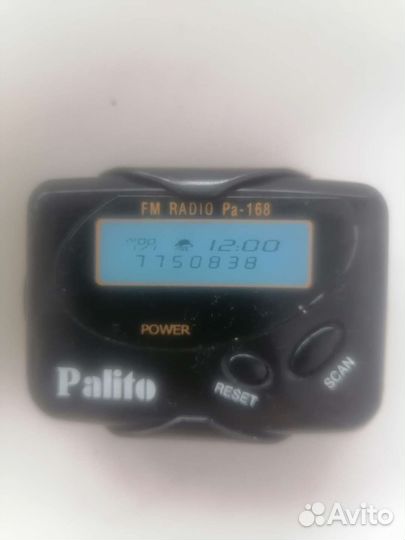 FM RADIO Pa-168
12:00
7750838
POWER
Palito
RESET
SCAN
Avito